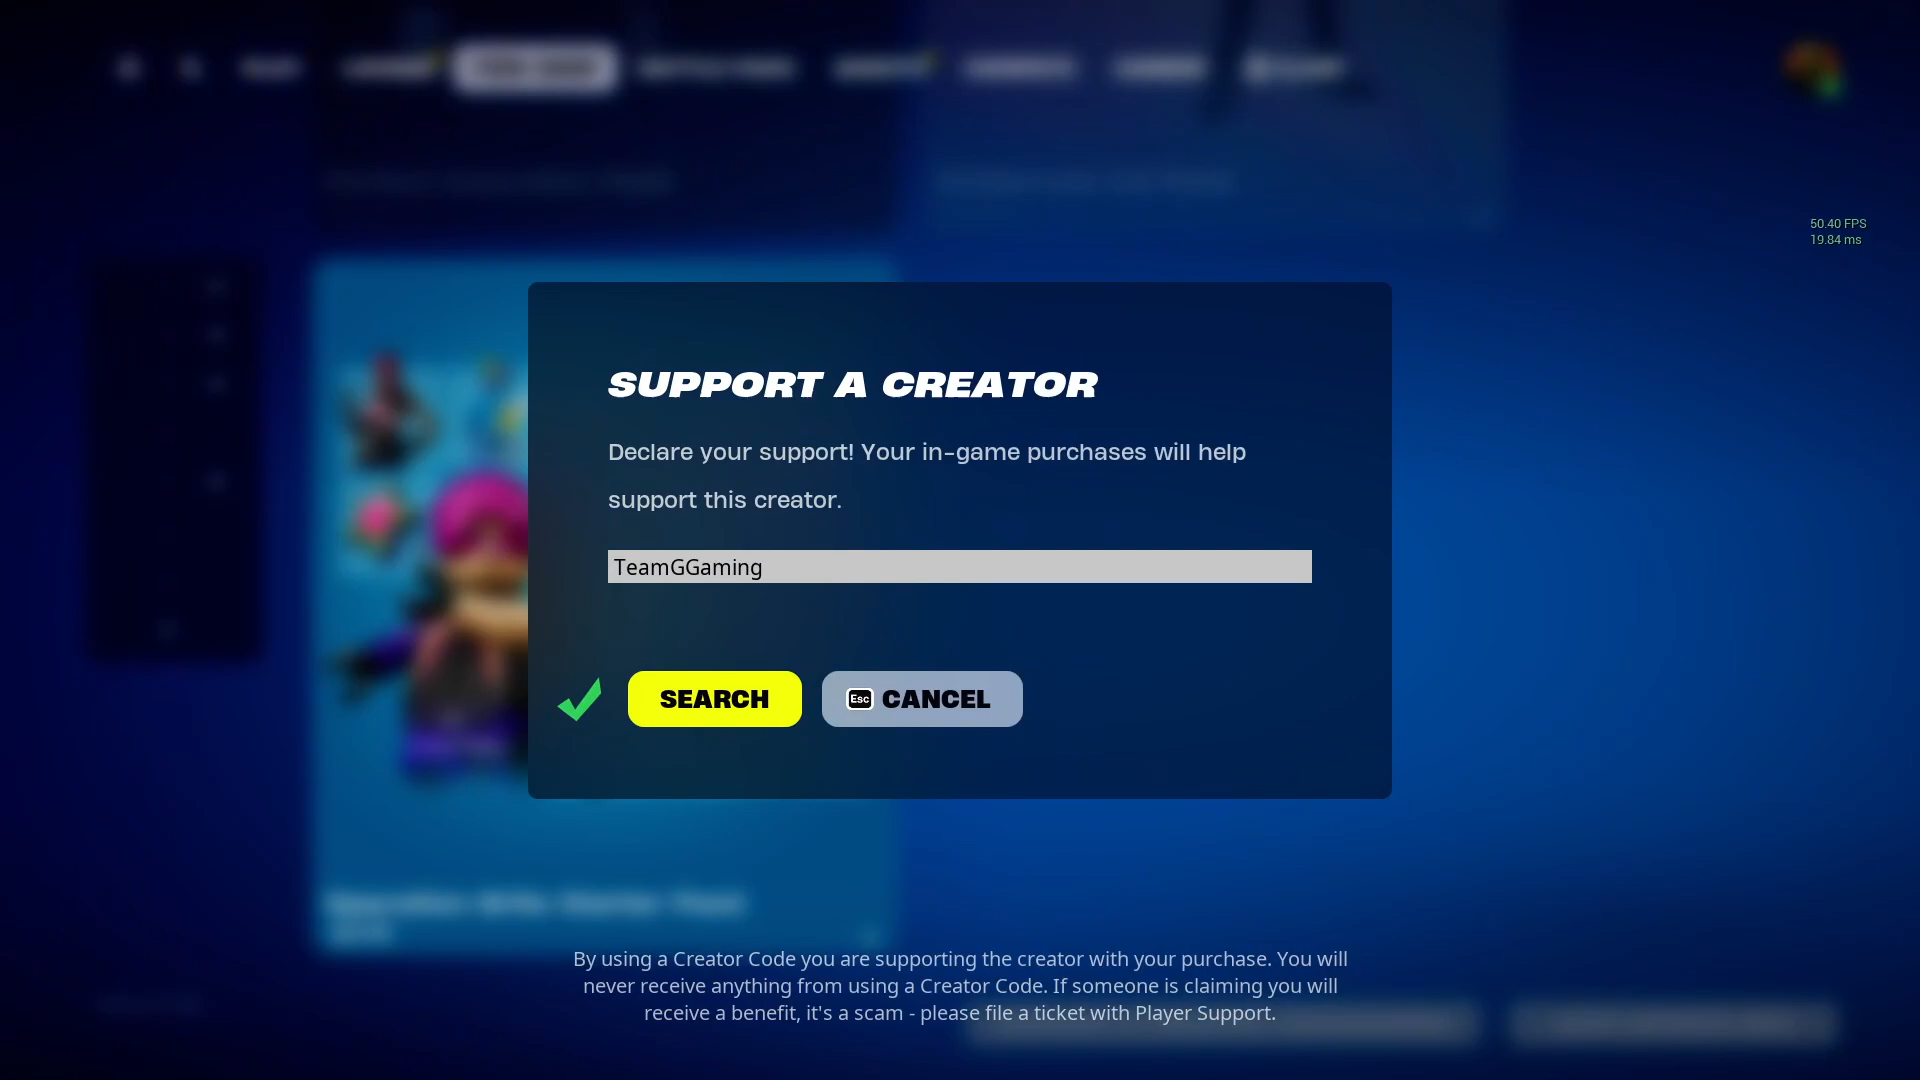 50.40 FPS
19.84 ms
SUPPORT A CREATOR
Declare your support! Your in-game purchases will help
support this creator.
TeamGGaming
SEARCH
Esc CANCEL
By using a Creator Code you are supporting the creator with your purchase. You will
never receive anything from using a Creator Code. If someone is claiming you will
receive a benefit, it's a scam - please file a ticket with Player Support.